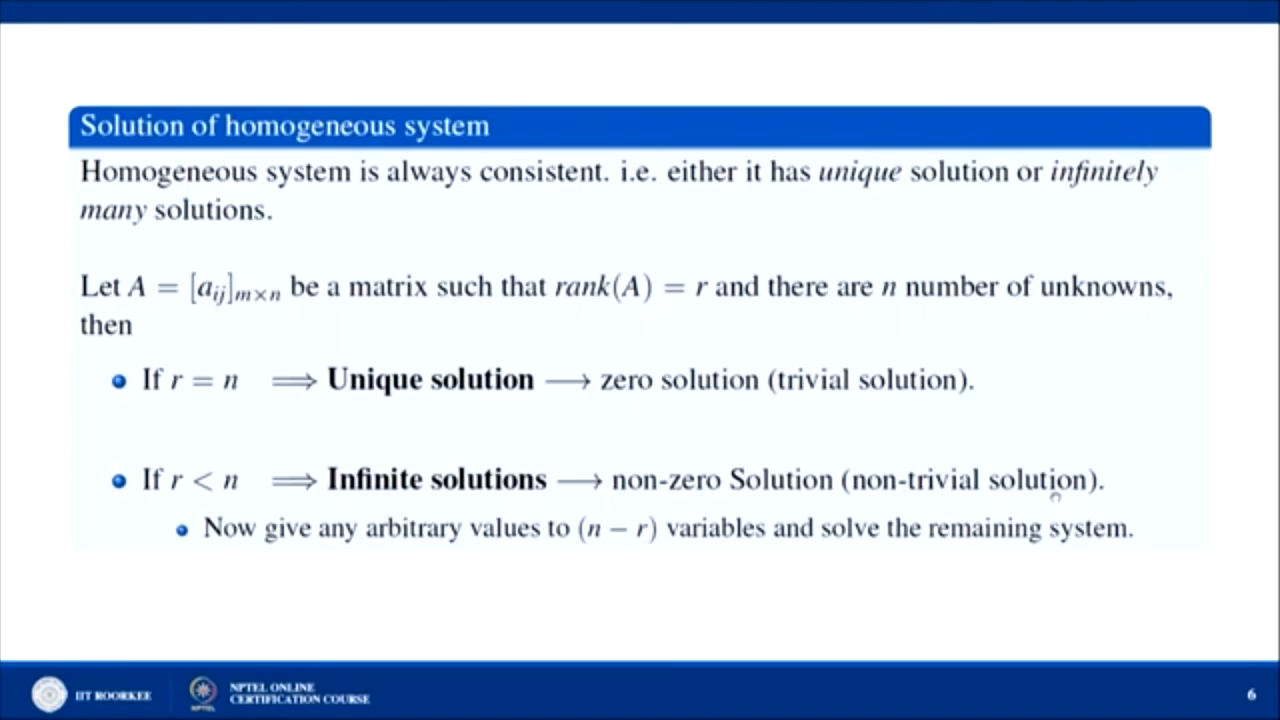 Solution of homogeneous system
Homogeneous system is always consistent. i.e. either it has unique solution or infinitely
many solutions.
Let A = [a_{ij}]_{m×n} be a matrix such that rank(A) = r and there are n number of unknowns,
then
If r = n ⟹ Unique solution ⟶ zero solution (trivial solution).
If r < n ⟹ Infinite solutions ⟶ non-zero Solution (non-trivial solution).
Now give any arbitrary values to (n − r) variables and solve the remaining system.
IIT ROORKEE
NPTEL
NPTEL ONLINE
CERTIFICATION COURSE
6